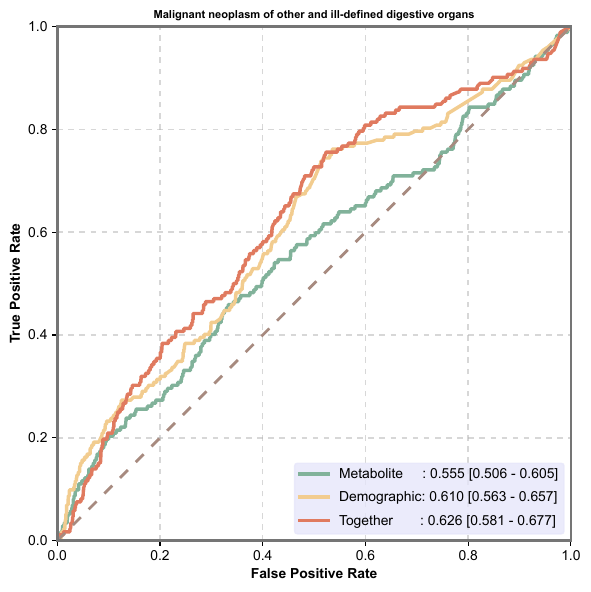 Malignant neoplasm of other and ill-defined digestive organs
1.0
0.8
0.6
0.4
0.2
0.0
True Positive Rate
Metabolite : 0.555 [0.506 - 0.605]
Demographic: 0.610 [0.563 - 0.657]
Together : 0.626 [0.581 - 0.677]
0.0 0.2 0.4 0.6 0.8 1.0
False Positive Rate